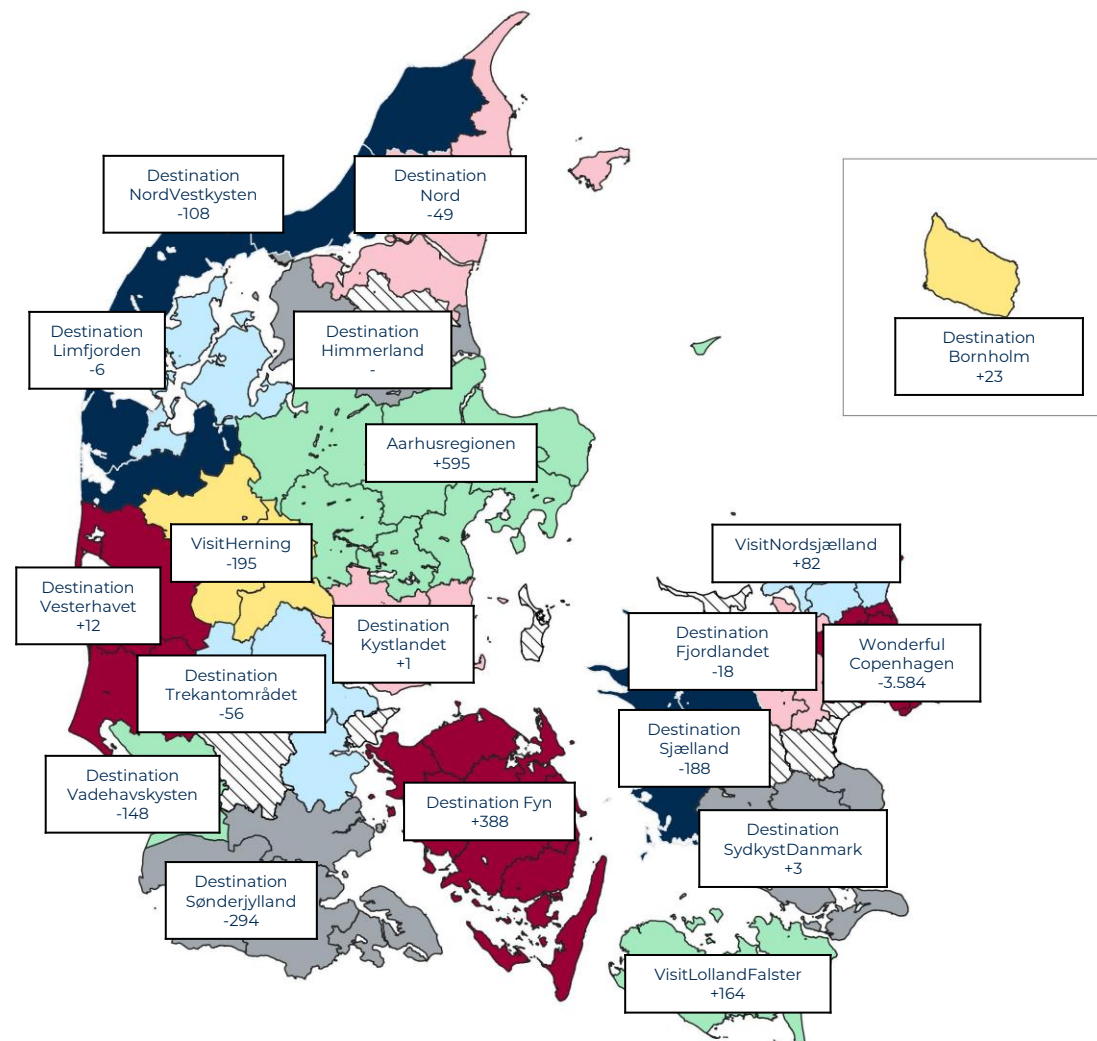 Destination
NordVestkysten
-108
Destination
Nord
-49
Destination
Limfjorden
-6
Destination
Himmerland
-
Destination
Bornholm
+23
Aarhusregionen
+595
VisitHerning
-195
VisitNordsjælland
+82
Destination
Vesterhavet
+12
Destination
Kystlandet
+1
Destination
Fjordlandet
-18
Wonderful
Copenhagen
-3.584
Destination
Trekantområdet
-56
Destination
Sjælland
-188
Destination
Vadehavskysten
-148
Destination Fyn
+388
Destination
SydkystDanmark
+3
Destination
Sønderjylland
-294
VisitLollandFalster
+164